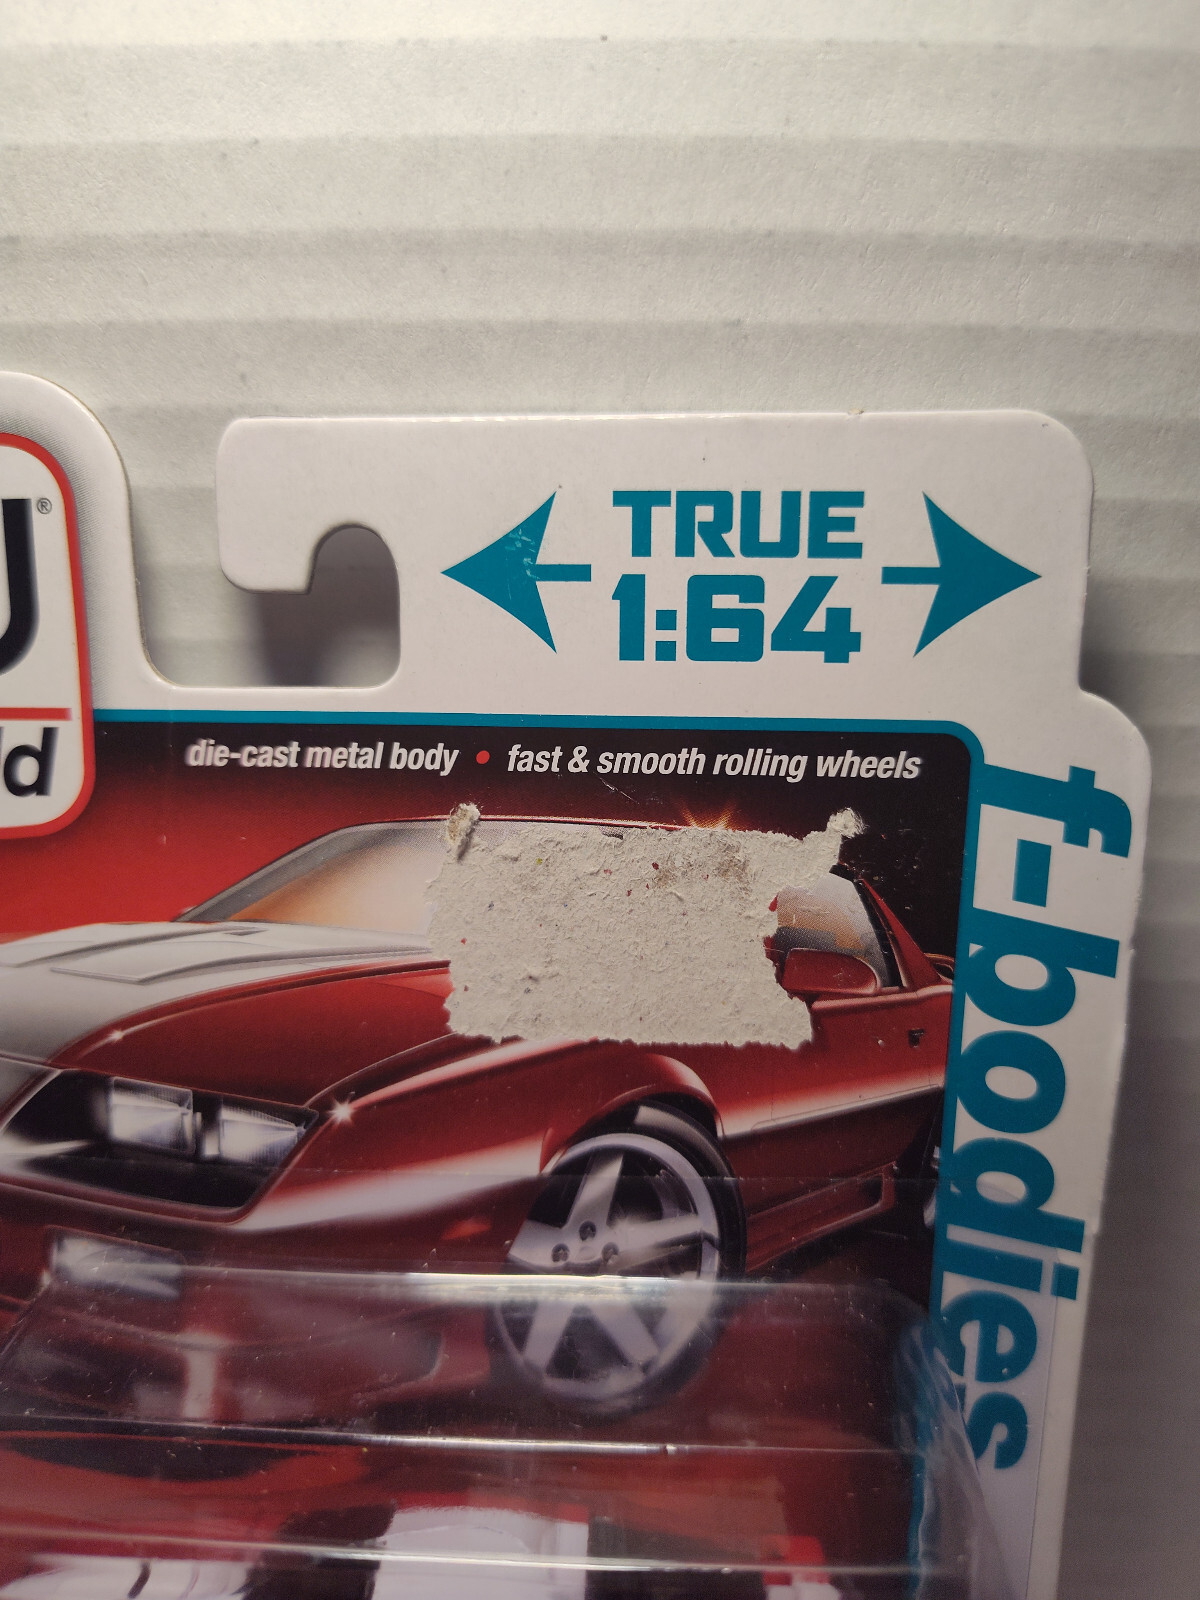 TRUE
1:64
®
d
die-cast metal body • fast & smooth rolling wheels
f-bodies